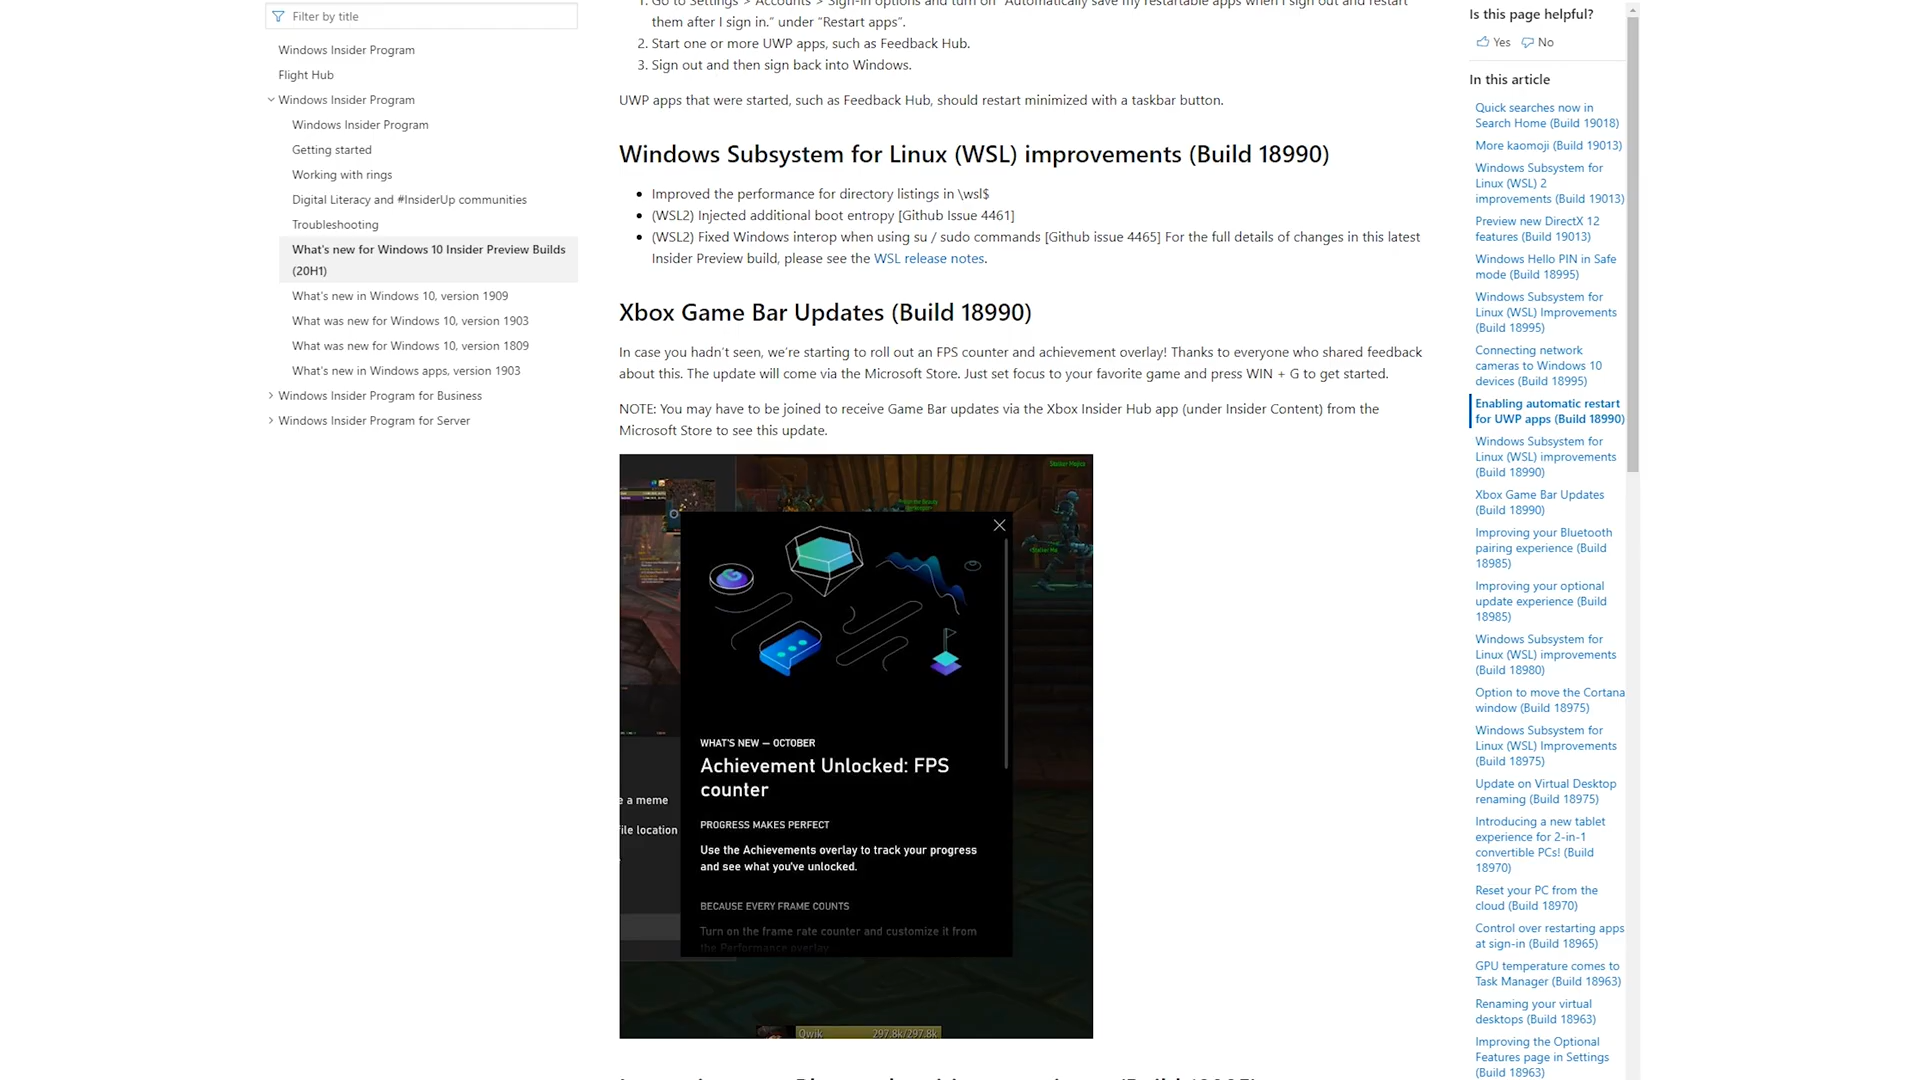 Filter by title
Windows Insider Program
Flight Hub
Windows Insider Program
Windows Insider Program
Getting started
Working with rings
Digital Literacy and #InsiderUp communities
Troubleshooting
What's new for Windows 10 Insider Preview Builds
(20H1)
What's new in Windows 10, version 1909
What was new for Windows 10, version 1903
What was new for Windows 10, version 1809
What's new in Windows apps, version 1903
Windows Insider Program for Business
Windows Insider Program for Server
1. Go to Settings > Accounts > Sign-in options and turn on "Automatically save my restartable apps when I sign out and restart
them after I sign in." under "Restart apps".
2. Start one or more UWP apps, such as Feedback Hub.
3. Sign out and then sign back into Windows.
UWP apps that were started, such as Feedback Hub, should restart minimized with a taskbar button.
Windows Subsystem for Linux (WSL) improvements (Build 18990)
• Improved the performance for directory listings in \wsl$
• (WSL2) Injected additional boot entropy [Github Issue 4461]
• (WSL2) Fixed Windows interop when using su / sudo commands [Github issue 4465] For the full details of changes in this latest
Insider Preview build, please see the WSL release notes.
Xbox Game Bar Updates (Build 18990)
In case you hadn't seen, we're starting to roll out an FPS counter and achievement overlay! Thanks to everyone who shared feedback
about this. The update will come via the Microsoft Store. Just set focus to your favorite game and press WIN + G to get started.
NOTE: You may have to be joined to receive Game Bar updates via the Xbox Insider Hub app (under Insider Content) from the
Microsoft Store to see this update.
e a meme
file location
WHAT'S NEW — OCTOBER
Achievement Unlocked: FPS
counter
PROGRESS MAKES PERFECT
Use the Achievements overlay to track your progress
and see what you've unlocked.
BECAUSE EVERY FRAME COUNTS
Turn on the frame rate counter and customize it from
the Performance overlay...
Qwik 297.8k/297.8k
Is this page helpful?
Yes No
In this article
Quick searches now in
Search Home (Build 19018)
More kaomoji (Build 19013)
Windows Subsystem for
Linux (WSL) 2
improvements (Build 19013)
Preview new DirectX 12
features (Build 19013)
Windows Hello PIN in Safe
mode (Build 18995)
Windows Subsystem for
Linux (WSL) Improvements
(Build 18995)
Connecting network
cameras to Windows 10
devices (Build 18995)
Enabling automatic restart
for UWP apps (Build 18990)
Windows Subsystem for
Linux (WSL) improvements
(Build 18990)
Xbox Game Bar Updates
(Build 18990)
Improving your Bluetooth
pairing experience (Build
18985)
Improving your optional
update experience (Build
18985)
Windows Subsystem for
Linux (WSL) improvements
(Build 18980)
Option to move the Cortana
window (Build 18975)
Windows Subsystem for
Linux (WSL) Improvements
(Build 18975)
Update on Virtual Desktop
renaming (Build 18975)
Introducing a new tablet
experience for 2-in-1
convertible PCs! (Build
18970)
Reset your PC from the
cloud (Build 18970)
Control over restarting apps
at sign-in (Build 18965)
GPU temperature comes to
Task Manager (Build 18963)
Renaming your virtual
desktops (Build 18963)
Improving the Optional
Features page in Settings
(Build 18963)